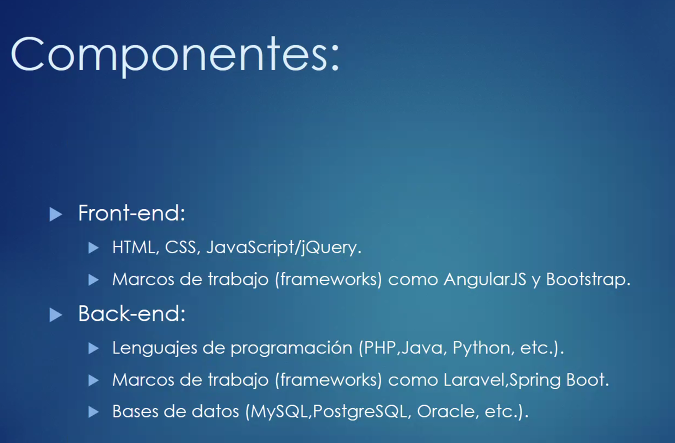 Componentes:
Front-end:
HTML, CSS, JavaScript/jQuery.
Marcos de trabajo (frameworks) como AngularJS y Bootstrap.
Back-end:
Lenguajes de programación (PHP,Java, Python, etc.).
Marcos de trabajo (frameworks) como Laravel,Spring Boot.
Bases de datos (MySQL,PostgreSQL, Oracle, etc.).